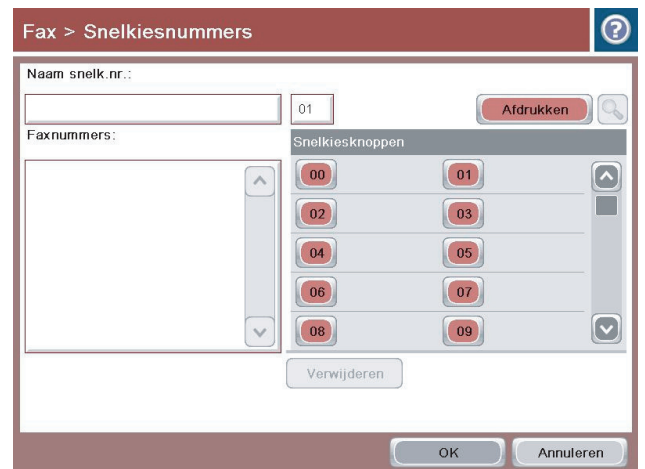 Fax > Snelkiesnummers
?
Naam snelk.nr.:
01
Afdrukken
Faxnummers:
Snelkiesknoppen
00
01
02
03
04
05
06
07
08
09
Verwijderen
OK
Annuleren